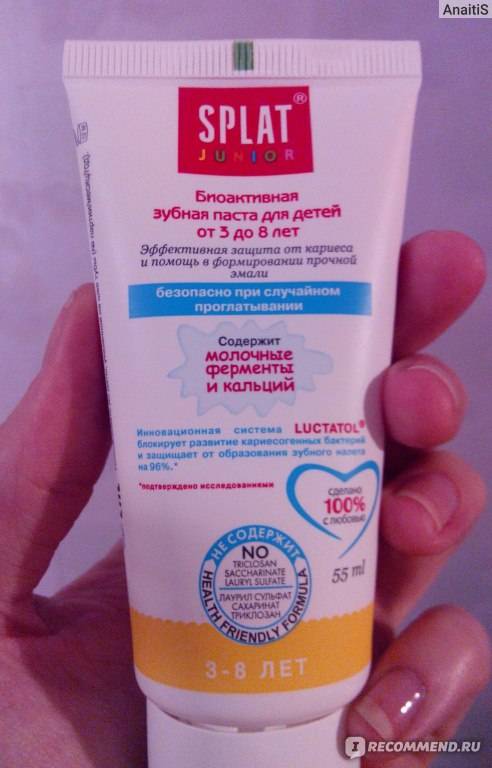 AnaitiS
SPLAT®
JUNIOR
Биоактивная
зубная паста для детей
от 3 до 8 лет
Эффективная защита от кариеса
и помощь в формировании прочной
эмали
безопасно при случайном
проглатывании
Содержит
молочные
ферменты
и кальций
Инновационная система LUCTATOL®
блокирует развитие кариесогенных бактерий
и защищает от образования зубного налета
на 96%.*
*подтверждено исследованиями
сделано
100%
с любовью
НЕ СОДЕРЖИТ
NO
TRICLOSAN
SACCHARINATE
LAURYL SULFATE
ЛАУРИЛ СУЛЬФАТ
САХАРИНАТ
ТРИКЛОЗАН
HEALTH FRIENDLY FORMULA
55 ml
3-8 ЛЕТ
IRECOMMEND.RU